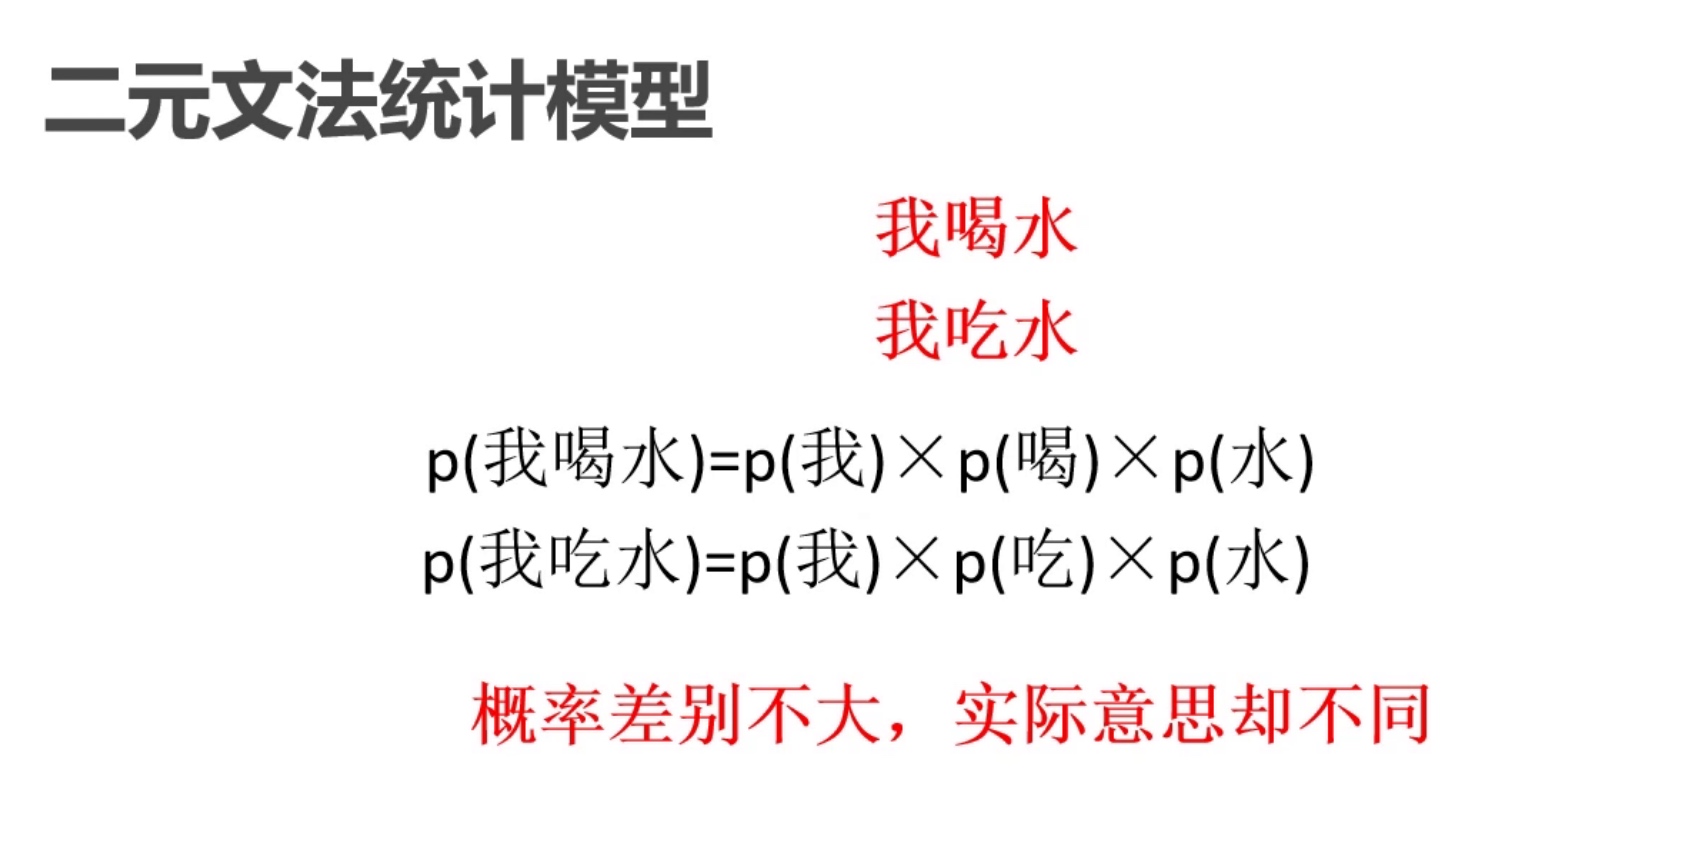 二元文法统计模型
我喝水
我吃水
p(我喝水)=p(我)×p(喝)×p(水)
p(我吃水)=p(我)×p(吃)×p(水)
概率差别不大，实际意思却不同